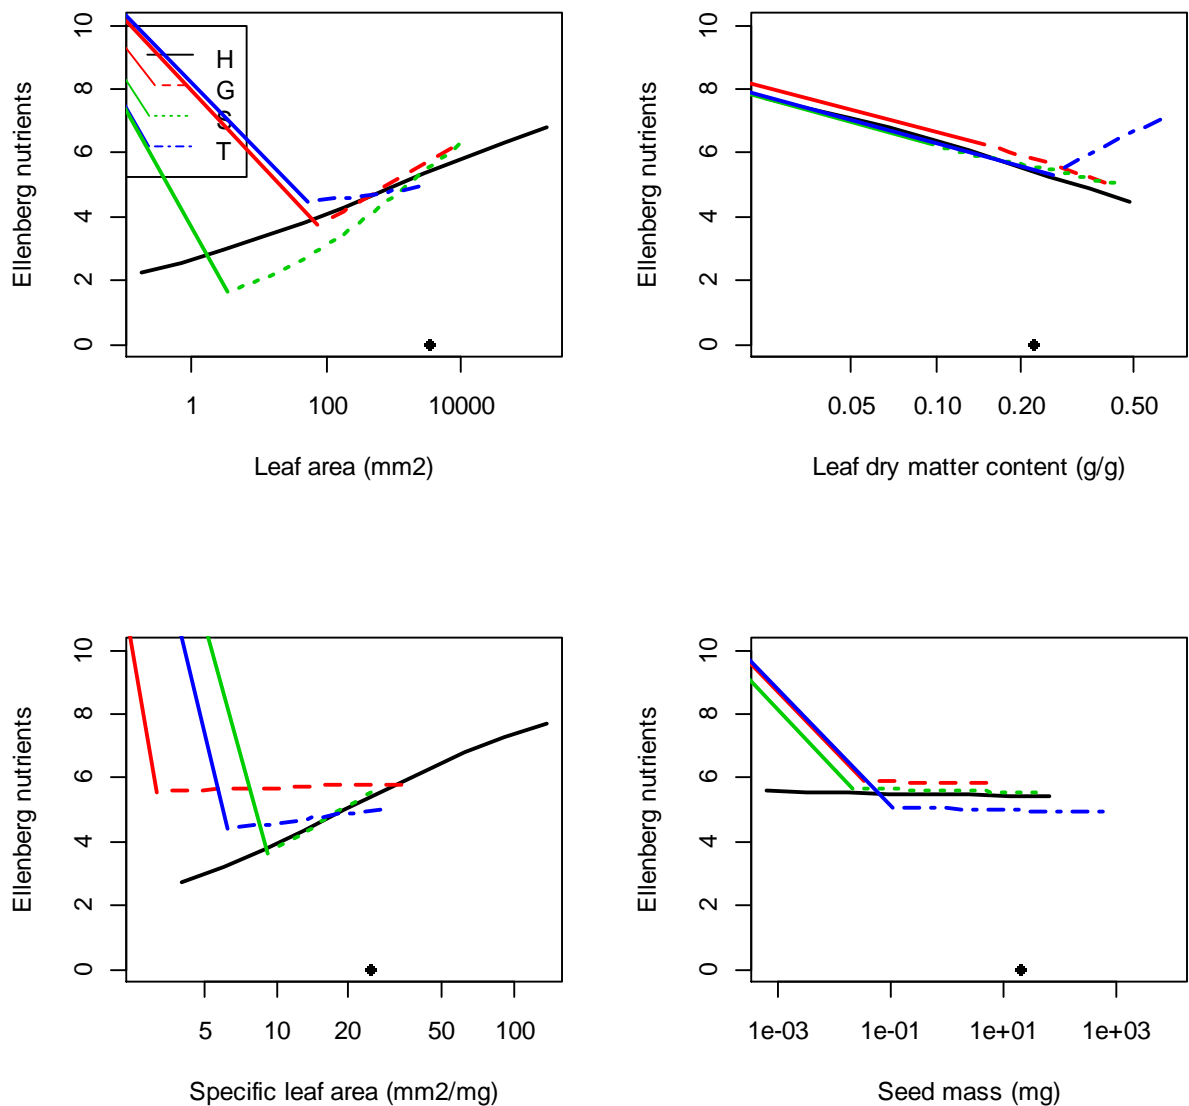 Ellenberg nutrients
0 2 4 6 8 10
H
G
S
T
1 100 10000
Leaf area (mm2)
Ellenberg nutrients
0 2 4 6 8 10
0.05 0.10 0.20 0.50
Leaf dry matter content (g/g)
Ellenberg nutrients
0 2 4 6 8 10
5 10 20 50 100
Specific leaf area (mm2/mg)
Ellenberg nutrients
0 2 4 6 8 10
1e-03 1e-01 1e+01 1e+03
Seed mass (mg)